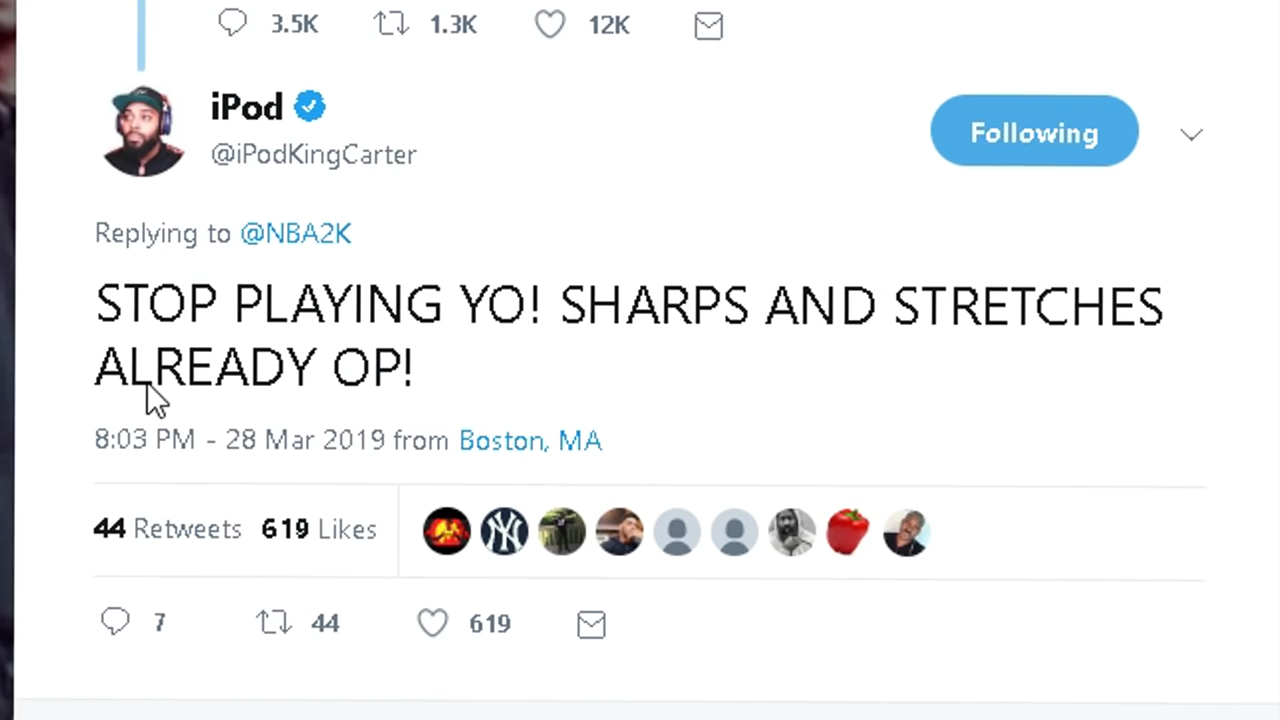 3.5K 1.3K 12K
iPod
@iPodKingCarter
Following
Replying to @NBA2K
STOP PLAYING YO! SHARPS AND STRETCHES
ALREADY OP!
8:03 PM - 28 Mar 2019 from Boston, MA
44 Retweets 619 Likes
NY
7 44 619